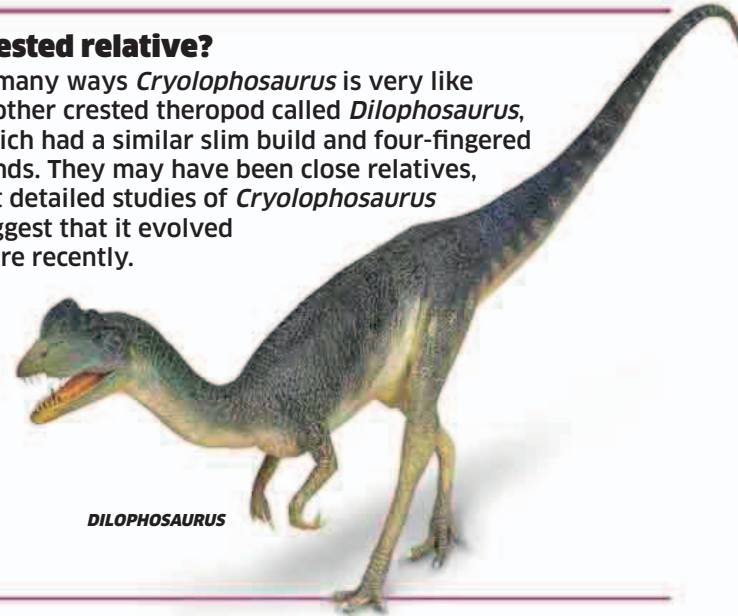 ested relative?
many ways Cryolophosaurus is very like
other crested theropod called Dilophosaurus,
ich had a similar slim build and four-fingered
nds. They may have been close relatives,
t detailed studies of Cryolophosaurus
ggest that it evolved
re recently.
DILOPHOSAURUS